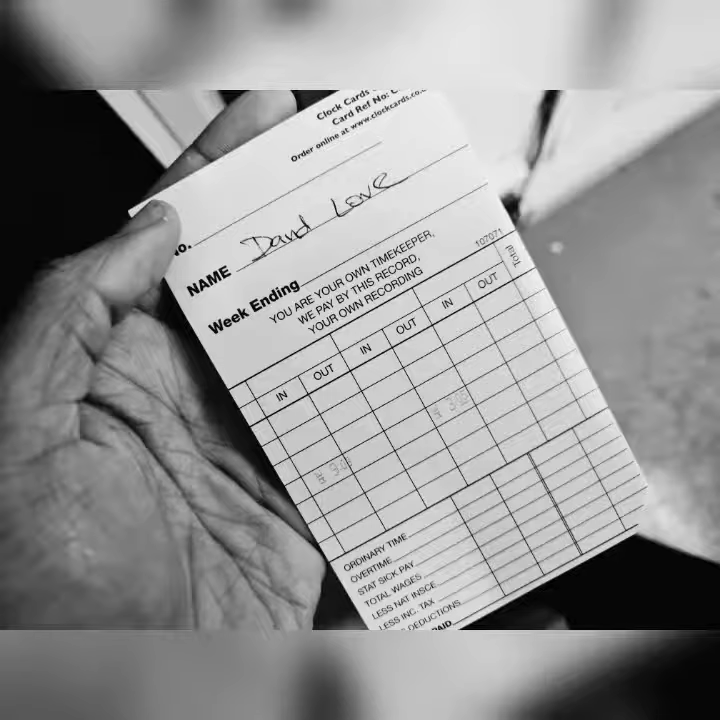 Clock Cards
Card Ref No:
Order online at www.clockcards.co.
No.
NAME David Love
107071
Week Ending
YOU ARE YOUR OWN TIMEKEEPER,
WE PAY BY THIS RECORD,
YOUR OWN RECORDING
IN OUT IN OUT IN OUT Total
ORDINARY TIME
OVERTIME
STAT SICK PAY
TOTAL WAGES
LESS NAT INSCE
LESS INC. TAX
DEDUCTIONS
PAID